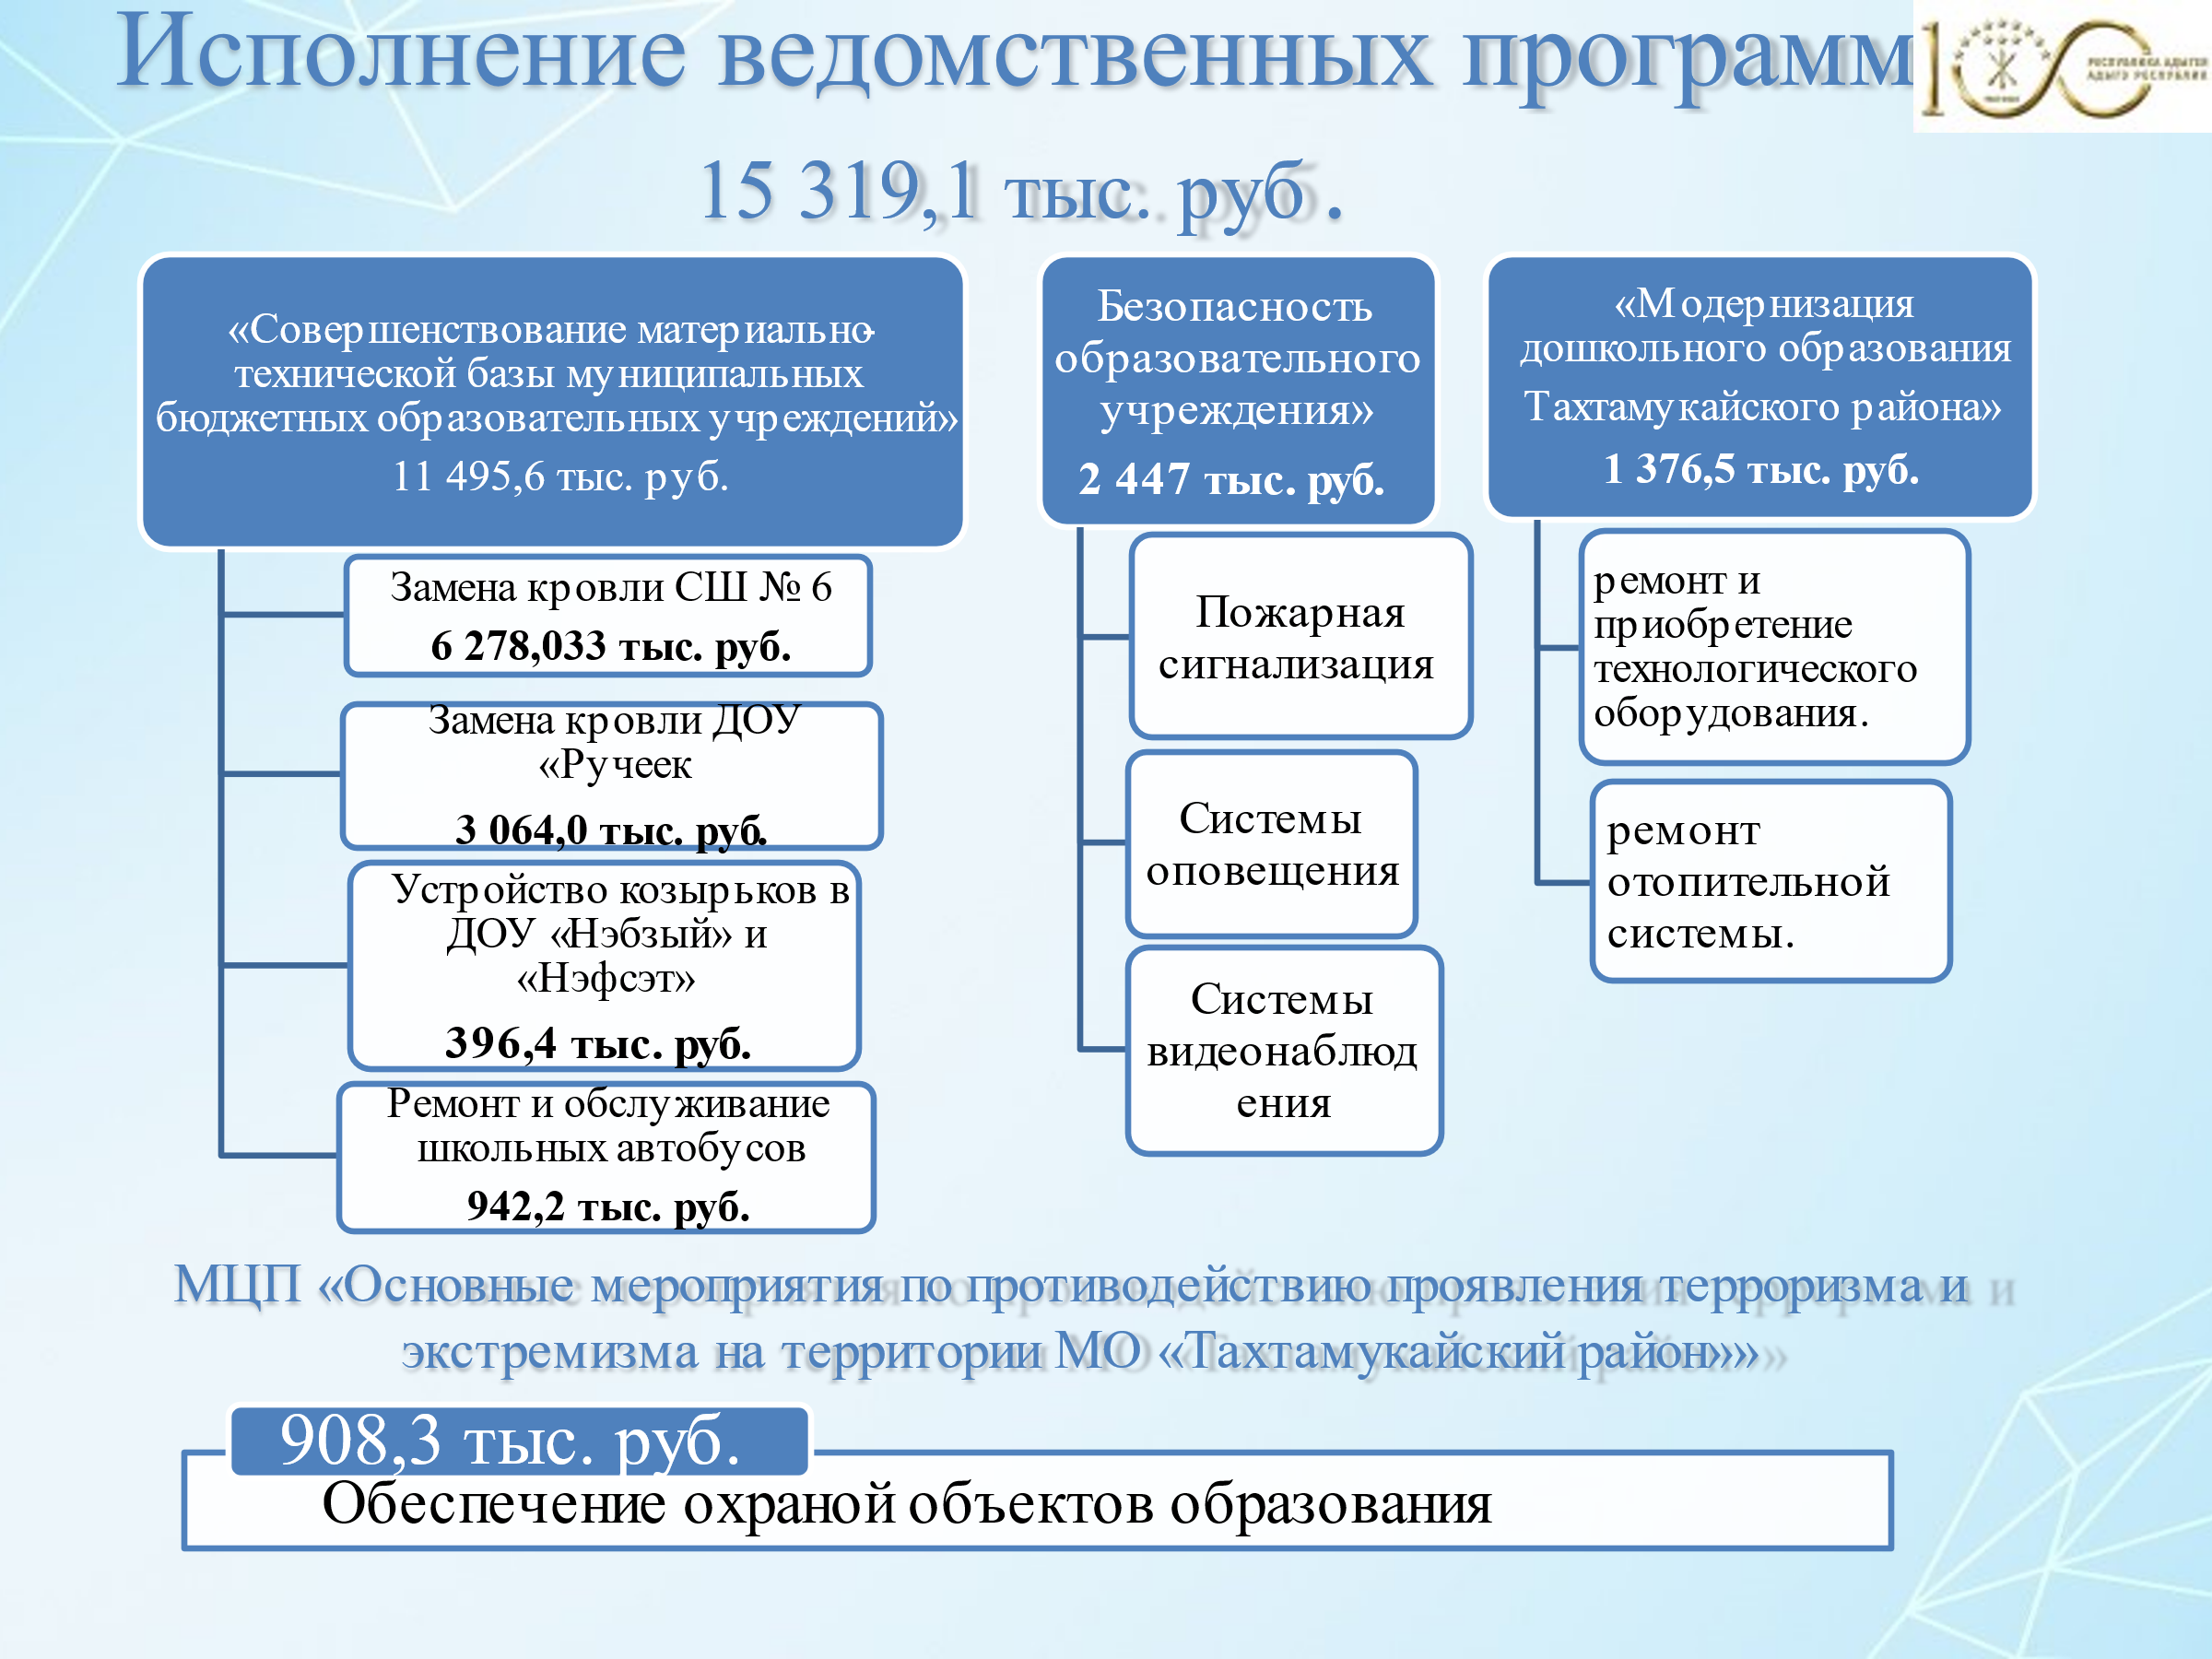 Исполнение ведомственных программ
РЕСПУБЛИКА АДЫГЕЯ
АДЫГЭ РЕСПУБЛИК
15 319,1 тыс. руб .
«Совершенствование материально-
технической базы муниципальных
бюджетных образовательных учреждений»
11 495,6 тыс. руб.
Замена кровли СШ № 6
6 278,033 тыс. руб.
Замена кровли ДОУ
«Ручеек
3 064,0 тыс. руб.
Устройство козырьков в
ДОУ «Нэбзый» и
«Нэфсэт»
396,4 тыс. руб.
Ремонт и обслуживание
школьных автобусов
942,2 тыс. руб.
Безопасность
образовательного
учреждения»
2 447 тыс. руб.
Пожарная
сигнализация
Системы
оповещения
Системы
видеонаблюд
ения
«Модернизация
дошкольного образования
Тахтамукайского района»
1 376,5 тыс. руб.
ремонт и
приобретение
технологического
оборудования.
ремонт
отопительной
системы.
МЦП «Основные мероприятия по противодействию проявления терроризма и
экстремизма на территории МО «Тахтамукайский район»»
908,3 тыс. руб.
Обеспечение охраной объектов образования